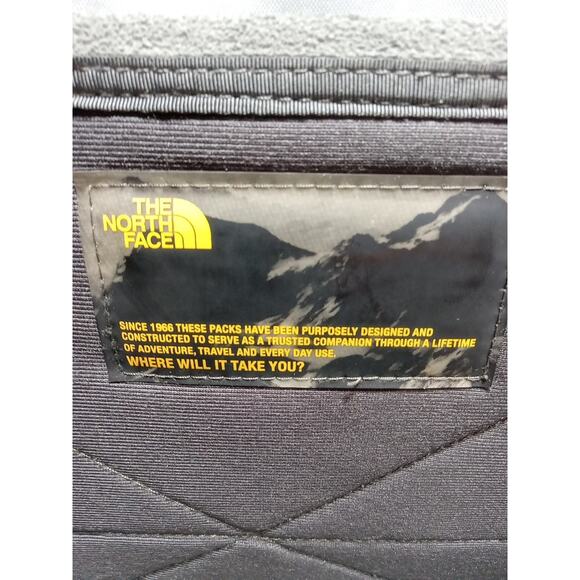 THE
NORTH
FACE
SINCE 1966 THESE PACKS HAVE BEEN PURPOSELY DESIGNED AND
CONSTRUCTED TO SERVE AS A TRUSTED COMPANION THROUGH A LIFETIME
OF ADVENTURE, TRAVEL AND EVERY DAY USE.
WHERE WILL IT TAKE YOU?